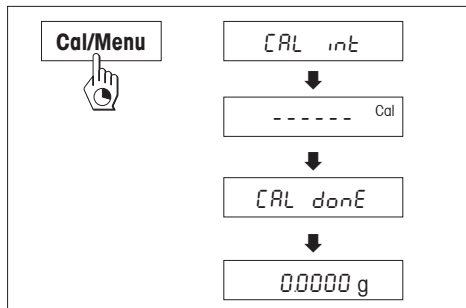 Cal/Menu
CAL int
- - - - - - Cal
CAL donE
0.0000 g